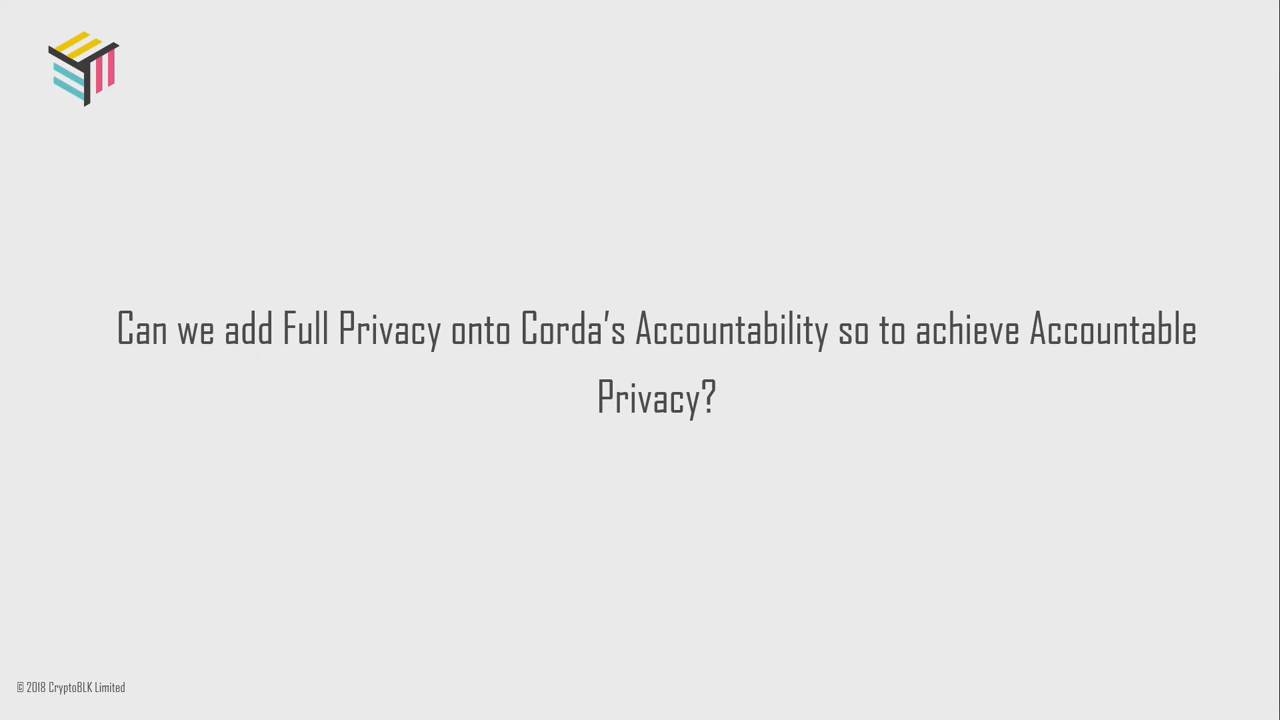 Can we add Full Privacy onto Corda’s Accountability so to achieve Accountable
Privacy?
© 2018 CryptoBLK Limited